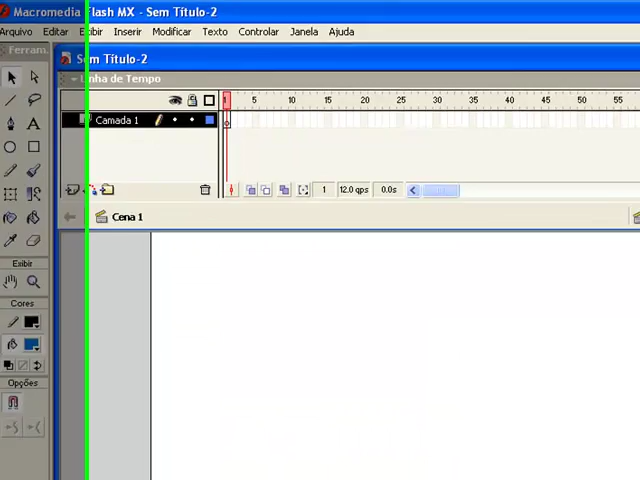 Macromedia Flash MX - Sem Título-2
Arquivo Editar Exibir Inserir Modificar Texto Controlar Janela Ajuda
Ferram
Sem Título-2
Linha de Tempo
1 5 10 15 20 25 30 35 40 45 50 55
Camada 1
1 12.0 qps 0.0s
Cena 1
A
Exibir
Cores
Opções